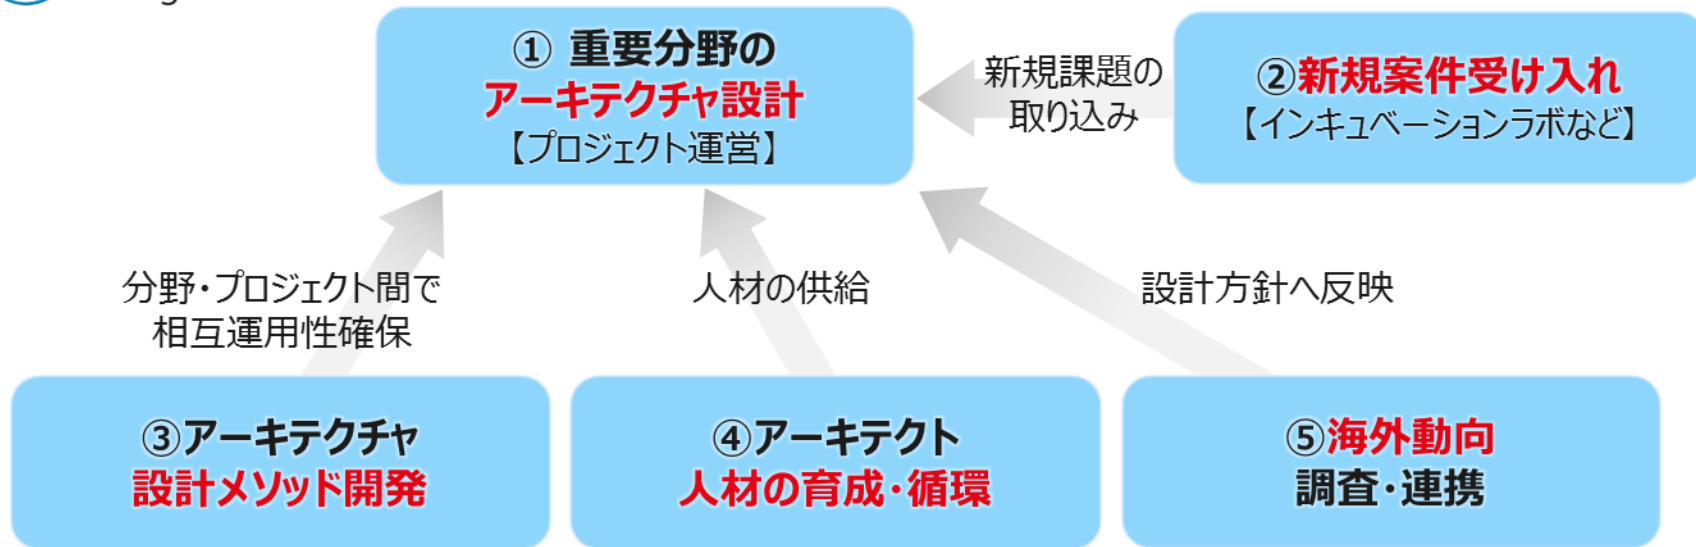 ① 重要分野の
アーキテクチャ設計
【プロジェクト運営】
新規課題の
取り込み
②新規案件受け入れ
【インキュベーションラボなど】
分野・プロジェクト間で
相互運用性確保
人材の供給
設計方針へ反映
③アーキテクチャ
設計メソッド開発
④アーキテクト
人材の育成・循環
⑤海外動向
調査・連携